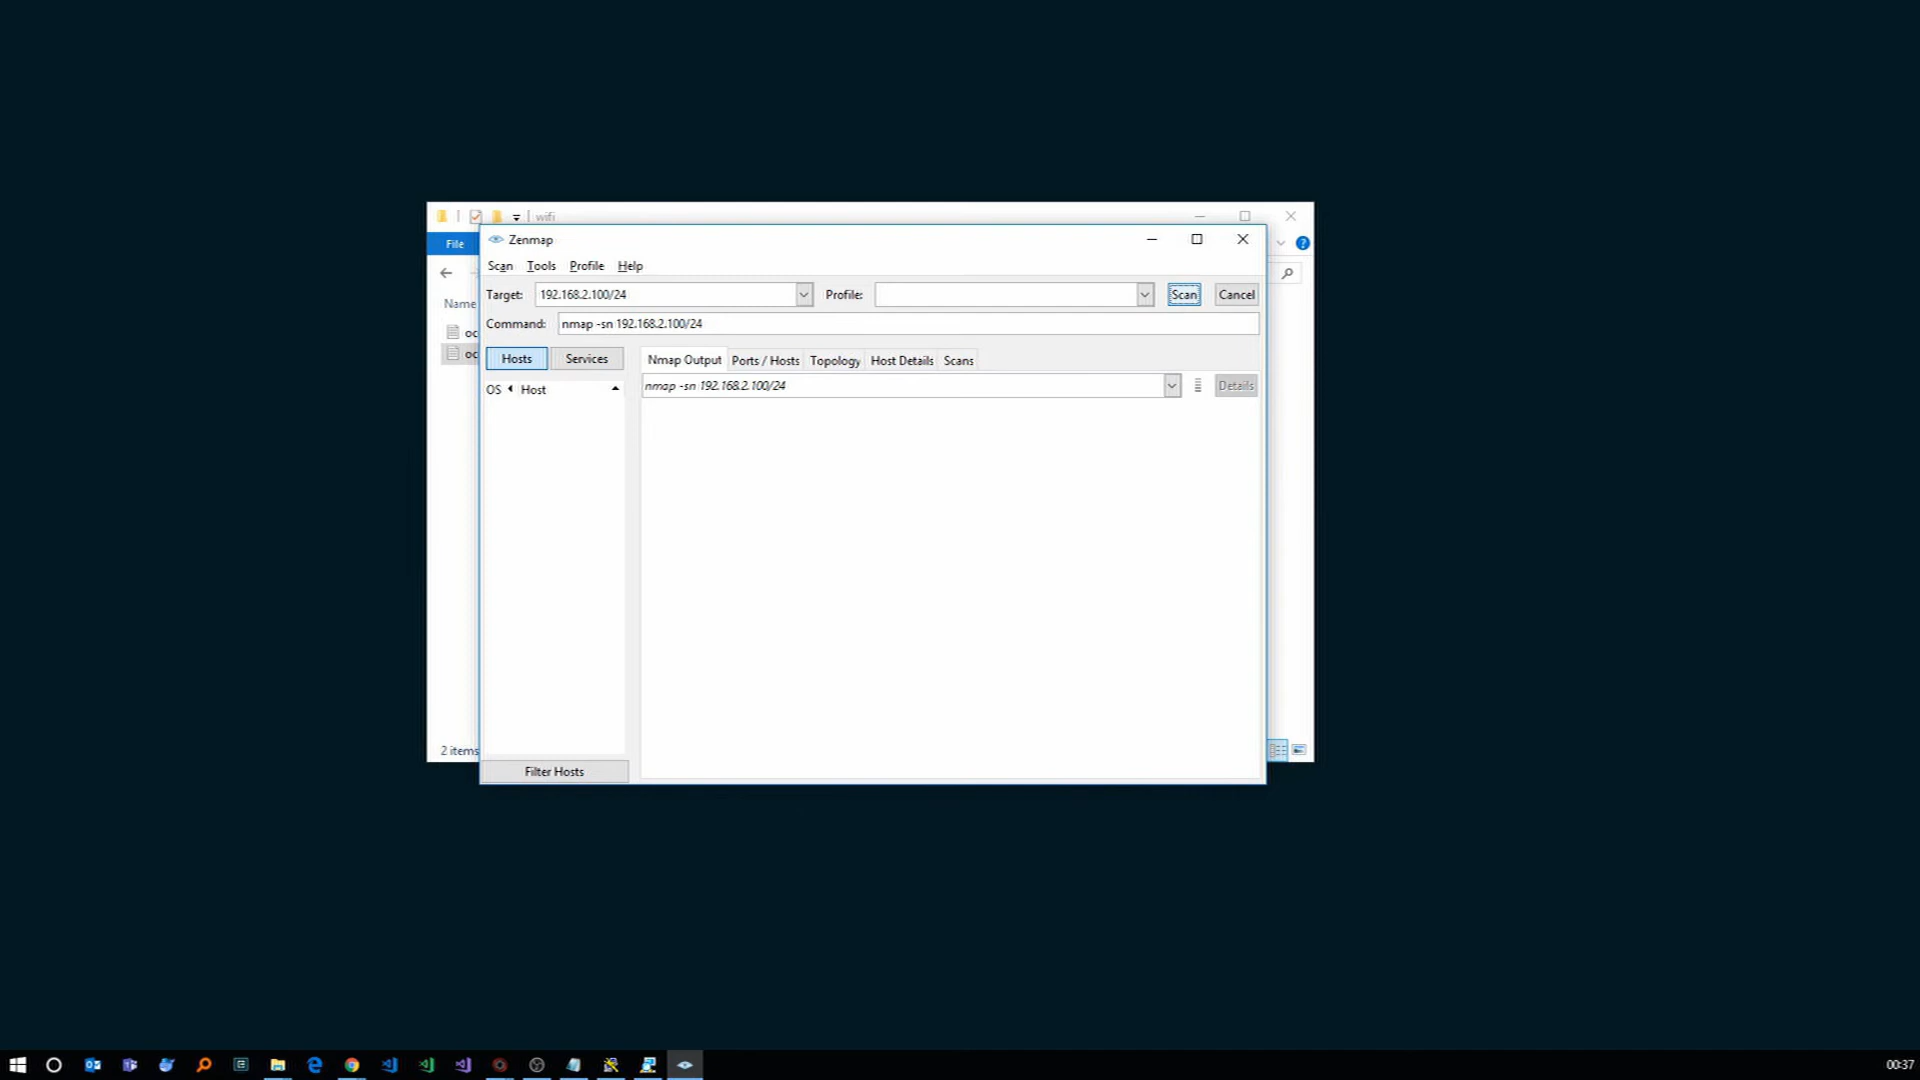 wifi
File
Zenmap
Scan Tools Profile Help
Target: 192.168.2.100/24 Profile: Scan Cancel
Command: nmap -sn 192.168.2.100/24
Name
Hosts Services
Nmap Output Ports / Hosts Topology Host Details Scans
oc
oc
nmap -sn 192.168.2.100/24 Details
OS Host
2 items
Filter Hosts
00:37